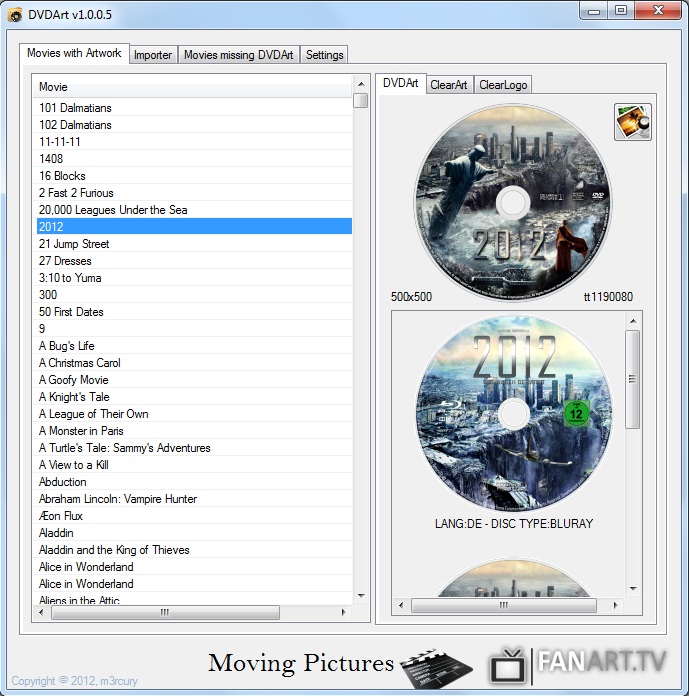 DVDArt v1.0.0.5
Movies with Artwork
Importer
Movies missing DVDArt
Settings
Movie
101 Dalmatians
102 Dalmatians
11-11-11
1408
16 Blocks
2 Fast 2 Furious
20,000 Leagues Under the Sea
2012
21 Jump Street
27 Dresses
3:10 to Yuma
300
50 First Dates
9
A Bug's Life
A Christmas Carol
A Goofy Movie
A Knight's Tale
A League of Their Own
A Monster in Paris
A Turtle's Tale: Sammy's Adventures
A View to a Kill
Abduction
Abraham Lincoln: Vampire Hunter
Æon Flux
Aladdin
Aladdin and the King of Thieves
Alice in Wonderland
Alice in Wonderland
Aliens in the Attic
DVDArt
ClearArt
ClearLogo
DVD
2012
500x500
tt1190080
2012
12
LANG:DE - DISC TYPE:BLURAY
Moving Pictures
FANART.TV
Copyright © 2012, m3rcury